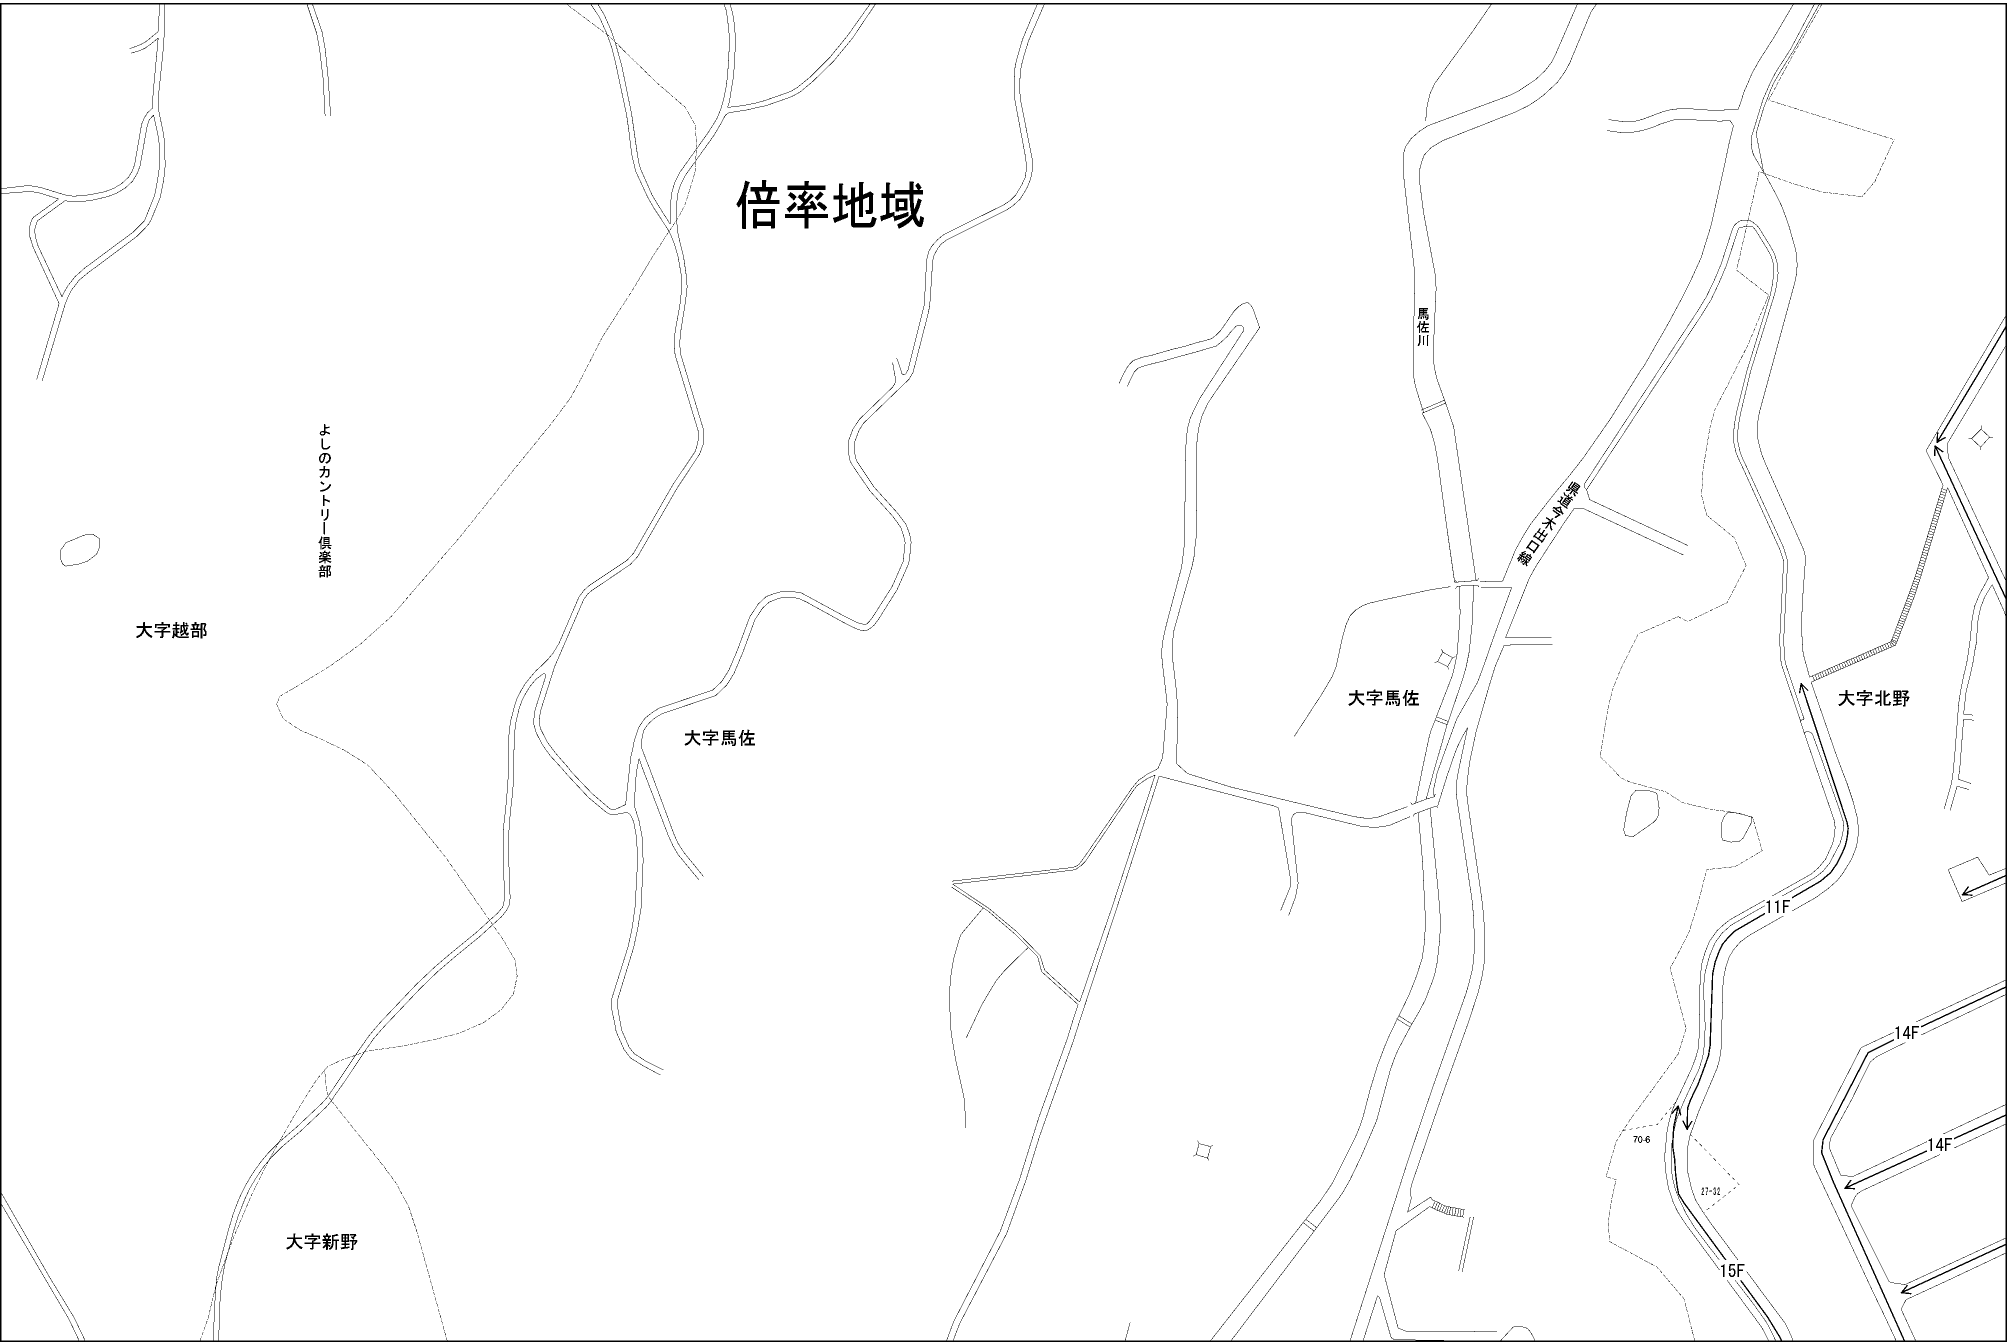 倍率地域
馬佐川
よしのカントリー倶楽部
県道今木出口線
大字越部
大字馬佐
大字馬佐
大字北野
11F
14F
14F
70-6
27-32
大字新野
15F